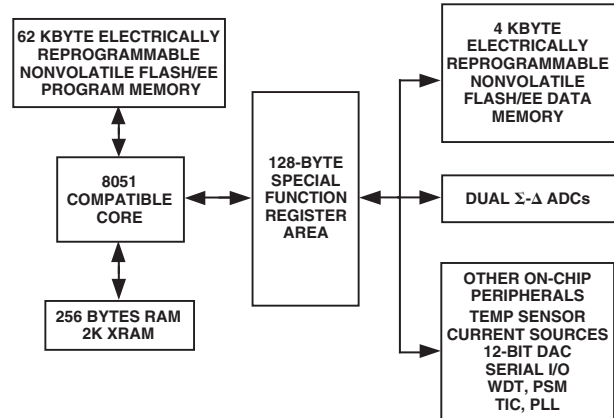 62 KBYTE ELECTRICALLY
REPROGRAMMABLE
NONVOLATILE FLASH/EE
PROGRAM MEMORY
8051
COMPATIBLE
CORE
256 BYTES RAM
2K XRAM
128-BYTE
SPECIAL
FUNCTION
REGISTER
AREA
4 KBYTE
ELECTRICALLY
REPROGRAMMABLE
NONVOLATILE
FLASH/EE DATA
MEMORY
DUAL Σ-Δ ADCs
OTHER ON-CHIP
PERIPHERALS
TEMP SENSOR
CURRENT SOURCES
12-BIT DAC
SERIAL I/O
WDT, PSM
TIC, PLL